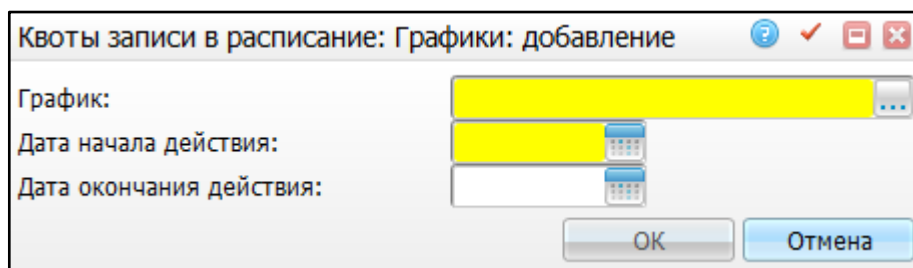 Квоты записи в расписание: Графики: добавление
График:
Дата начала действия:
Дата окончания действия:
ОК Отмена